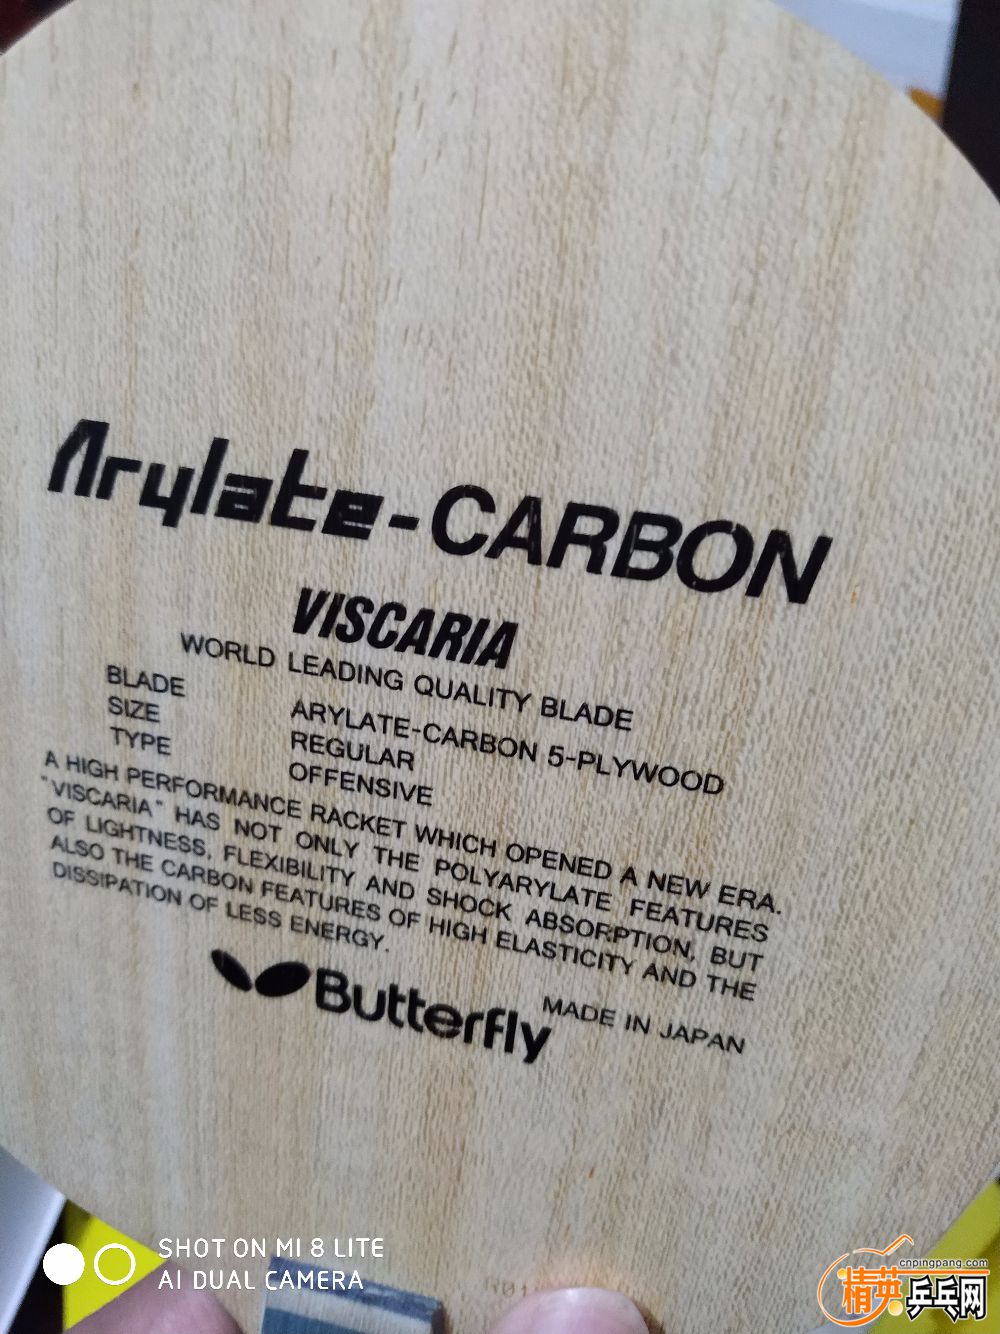 Arylate-CARBON
VISCARIA
WORLD LEADING QUALITY BLADE
BLADE ARYLATE-CARBON 5-PLYWOOD
SIZE REGULAR
TYPE OFFENSIVE
A HIGH PERFORMANCE RACKET WHICH OPENED A NEW ERA.
"VISCARIA" HAS NOT ONLY THE POLYARYLATE FEATURES
OF LIGHTNESS, FLEXIBILITY AND SHOCK ABSORPTION, BUT
ALSO THE CARBON FEATURES OF HIGH ELASTICITY AND THE
DISSIPATION OF LESS ENERGY.
Butterfly MADE IN JAPAN
SHOT ON MI 8 LITE
AI DUAL CAMERA
cnpingpang.com
精英乒乓网